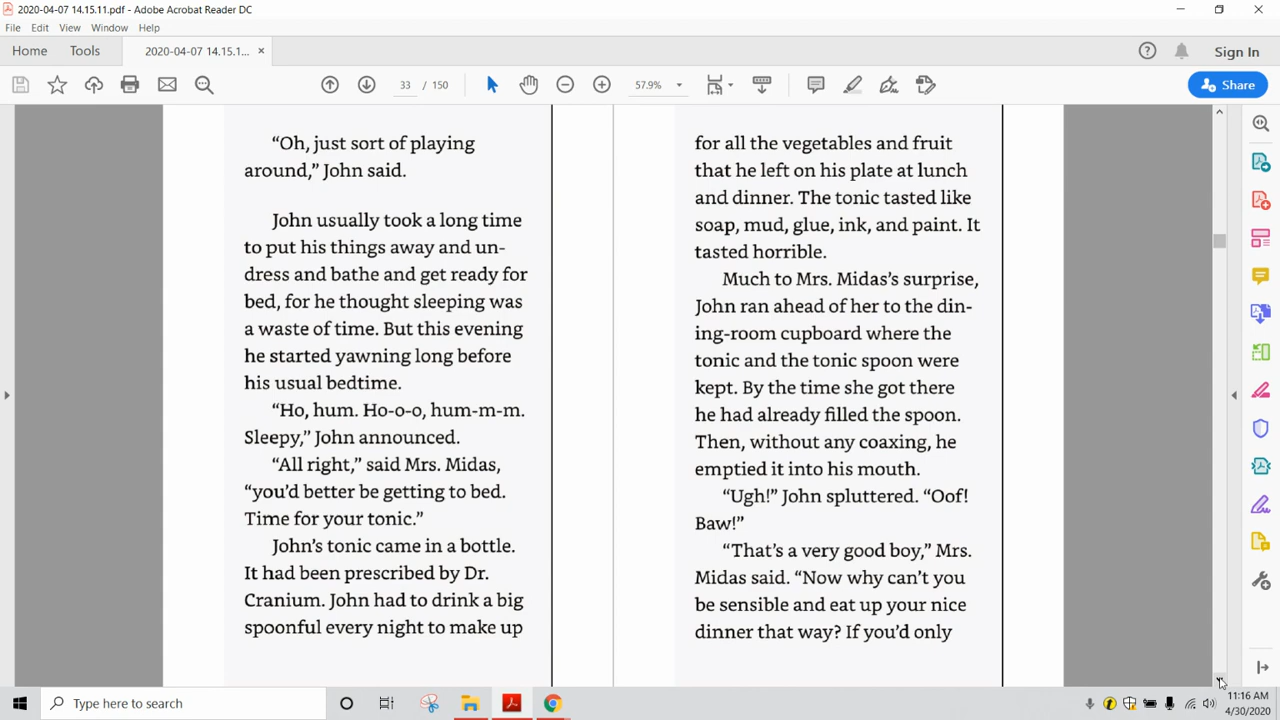 2020-04-07 14.15.11.pdf - Adobe Acrobat Reader DC
File Edit View Window Help
Home Tools 2020-04-07 14.15.1... ×
Sign In
33 / 150 57.9% Share
“Oh, just sort of playing
around,” John said.
John usually took a long time
to put his things away and un-
dress and bathe and get ready for
bed, for he thought sleeping was
a waste of time. But this evening
he started yawning long before
his usual bedtime.
“Ho, hum. Ho-o-o, hum-m-m.
Sleepy,” John announced.
“All right,” said Mrs. Midas,
“you’d better be getting to bed.
Time for your tonic.”
John’s tonic came in a bottle.
It had been prescribed by Dr.
Cranium. John had to drink a big
spoonful every night to make up
for all the vegetables and fruit
that he left on his plate at lunch
and dinner. The tonic tasted like
soap, mud, glue, ink, and paint. It
tasted horrible.
Much to Mrs. Midas’s surprise,
John ran ahead of her to the din-
ing-room cupboard where the
tonic and the tonic spoon were
kept. By the time she got there
he had already filled the spoon.
Then, without any coaxing, he
emptied it into his mouth.
“Ugh!” John spluttered. “Oof!
Baw!”
“That’s a very good boy,” Mrs.
Midas said. “Now why can’t you
be sensible and eat up your nice
dinner that way? If you’d only
Type here to search
11:16 AM
4/30/2020